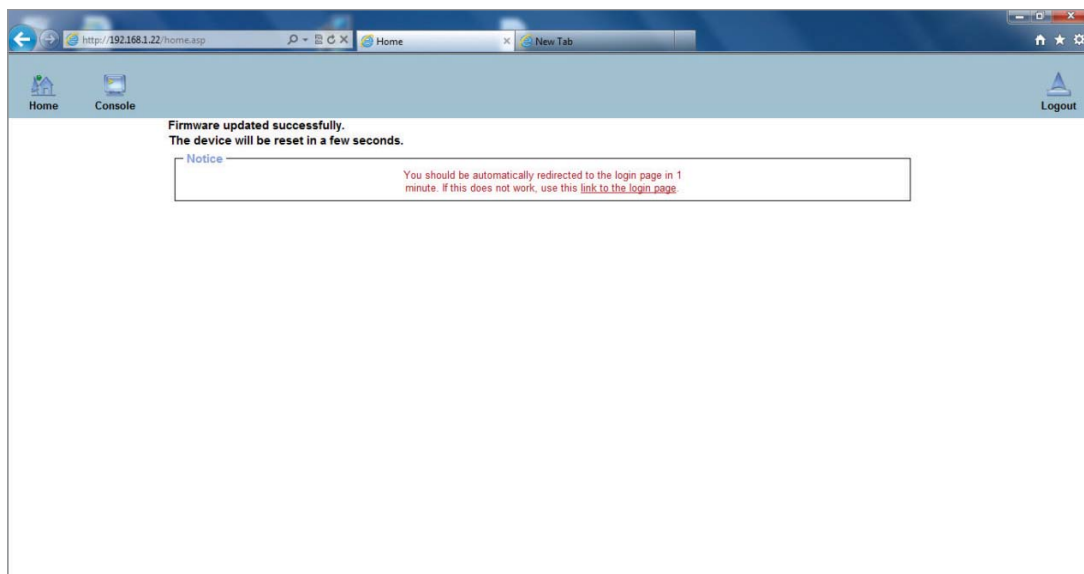 http://192.168.1.22/home.asp
Home
New Tab
Home
Console
Logout
Firmware updated successfully.
The device will be reset in a few seconds.
Notice
You should be automatically redirected to the login page in 1
minute. If this does not work, use this link to the login page.